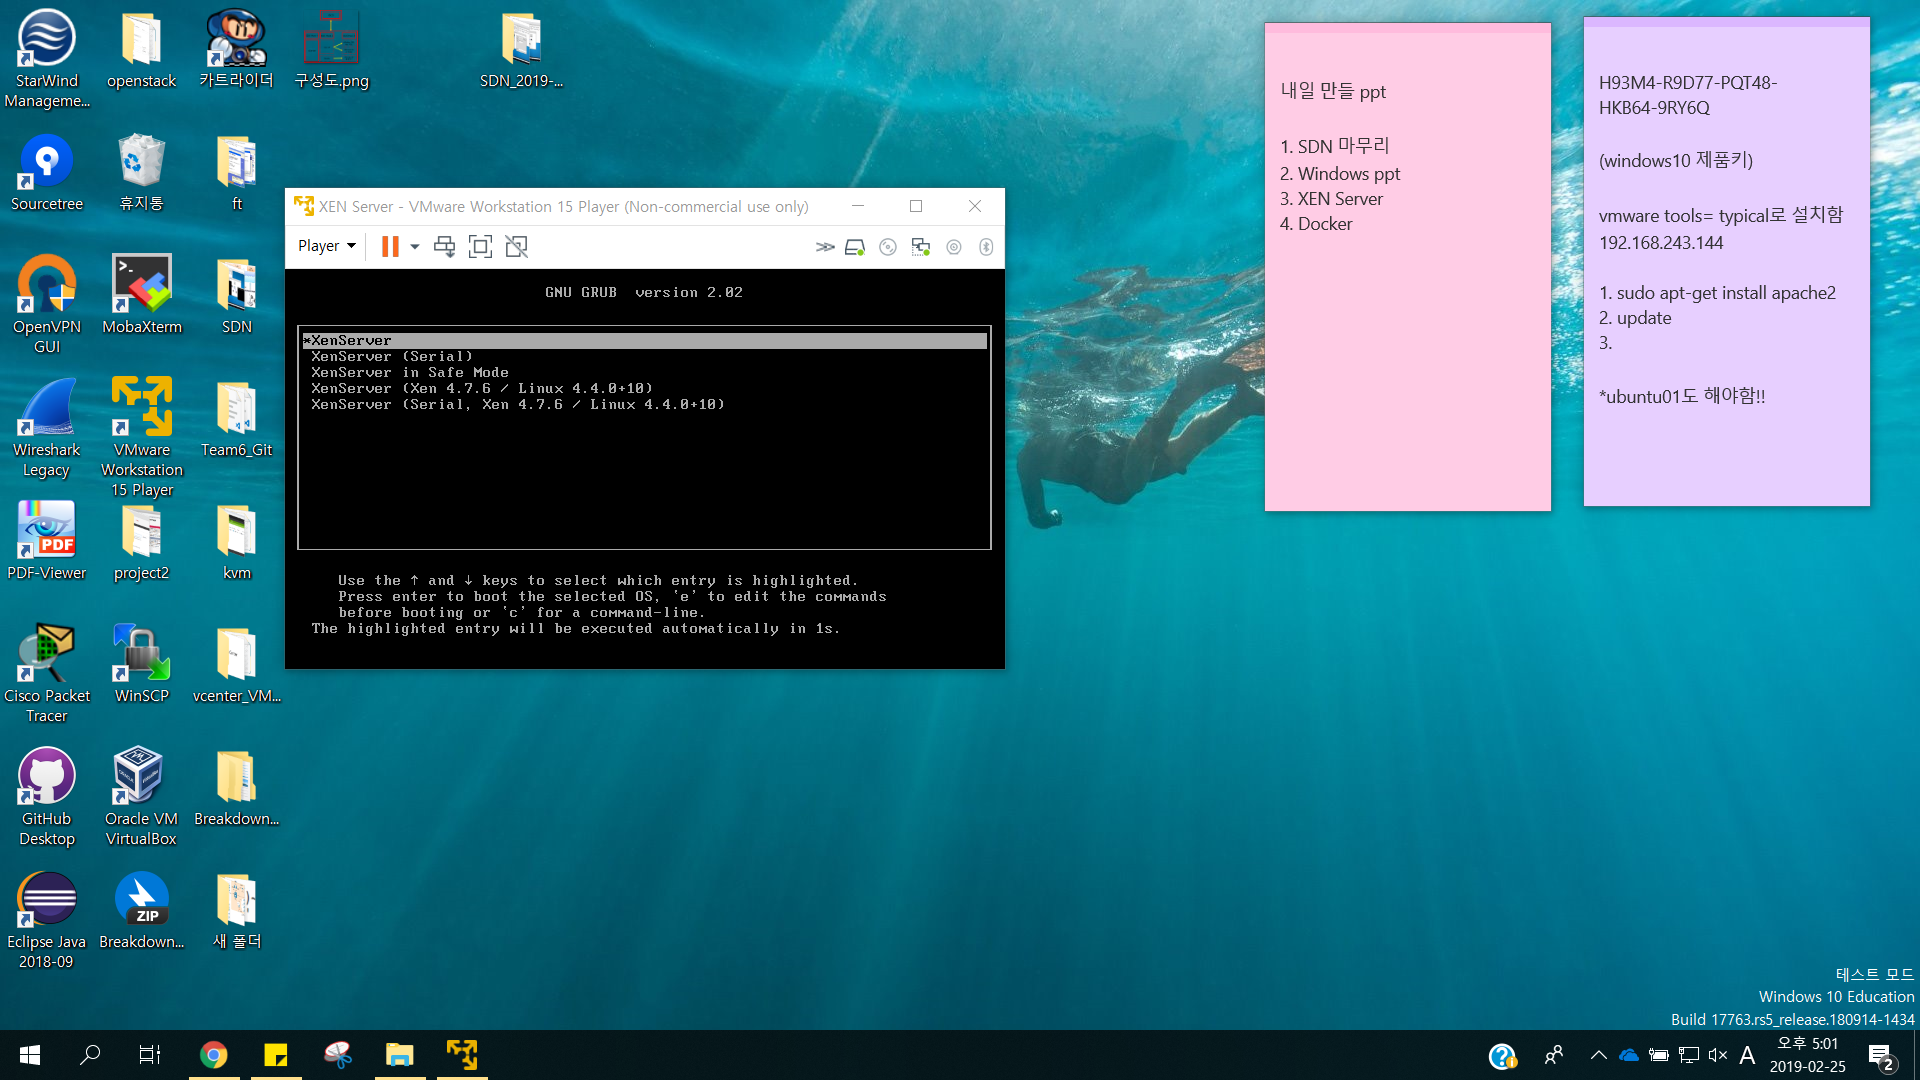 StarWind
Manageme...
openstack
카트라이더
구성도.png
SDN_2019-...
Sourcetree
휴지통
ft
OpenVPN
GUI
MobaXterm
SDN
Wireshark
Legacy
VMware
Workstation
15 Player
Team6_Git
PDF
PDF-Viewer
project2
kvm
Cisco Packet
Tracer
WinSCP
vcenter_VM...
GitHub
Desktop
Oracle VM
VirtualBox
Breakdown...
Eclipse Java
2018-09
ZIP
Breakdown...
새 폴더
XEN Server - VMware Workstation 15 Player (Non-commercial use only)
Player
GNU GRUB  version 2.02
*XenServer
XenServer (Serial)
XenServer in Safe Mode
XenServer (Xen 4.7.6 / Linux 4.4.0+10)
XenServer (Serial, Xen 4.7.6 / Linux 4.4.0+10)
Use the ↑ and ↓ keys to select which entry is highlighted.
Press enter to boot the selected OS, `e' to edit the commands
before booting or `c' for a command-line.
The highlighted entry will be executed automatically in 1s.
내일 만들 ppt
1. SDN 마무리
2. Windows ppt
3. XEN Server
4. Docker
H93M4-R9D77-PQT48-
HKB64-9RY6Q
(windows10 제품키)
vmware tools= typical로 설치함
192.168.243.144
1. sudo apt-get install apache2
2. update
3.
*ubuntu01도 해야함!!
테스트 모드
Windows 10 Education
Build 17763.rs5_release.180914-1434
A
오후 5:01
2019-02-25
2